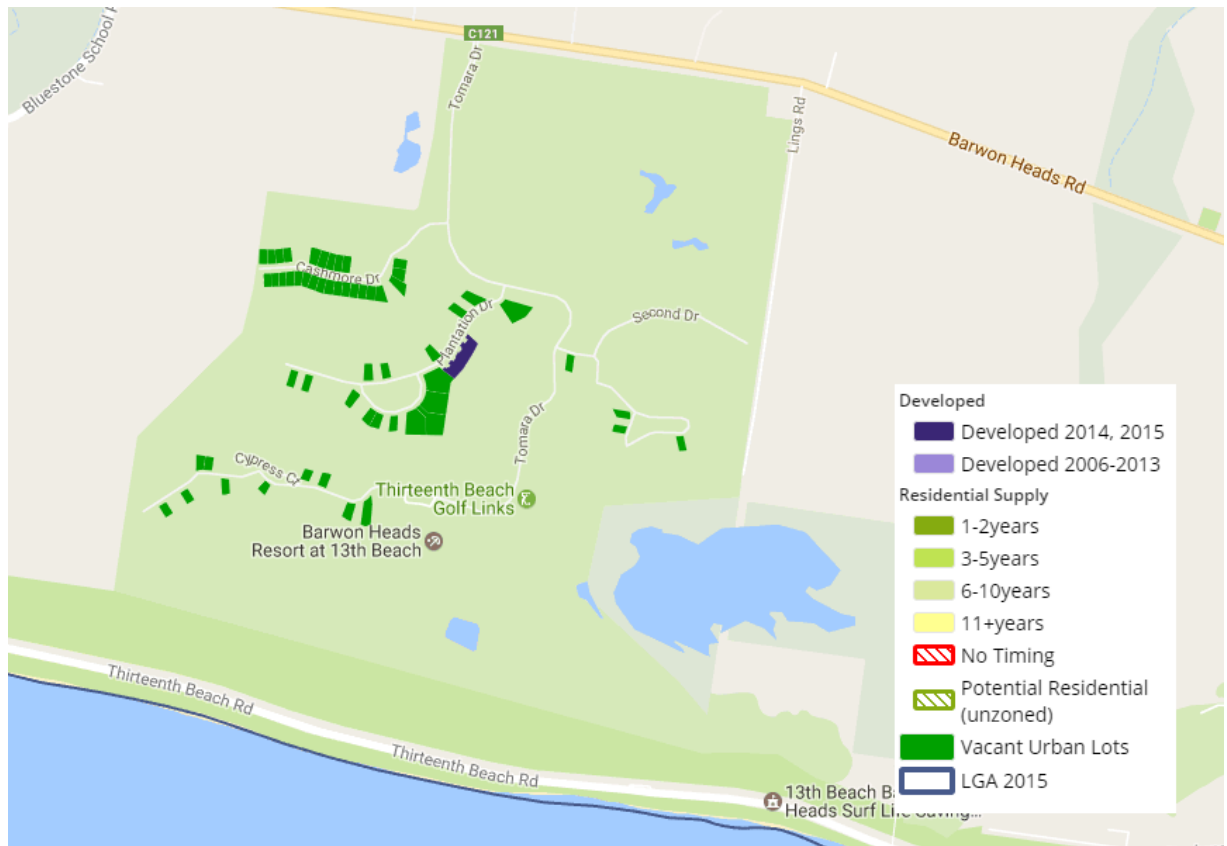 C121
Bluestone School
Tomara Dr
Lings Rd
Barwon Heads Rd
Cashmore Dr
Plantation Dr
Second Dr
Tomara Dr
Cypress Cr
Thirteenth Beach
Golf Links
Barwon Heads
Resort at 13th Beach
Thirteenth Beach Rd
Thirteenth Beach Rd
13th Beach
Heads Surf Life Saving...
Developed
Developed 2014, 2015
Developed 2006-2013
Residential Supply
1-2years
3-5years
6-10years
11+years
No Timing
Potential Residential
(unzoned)
Vacant Urban Lots
LGA 2015